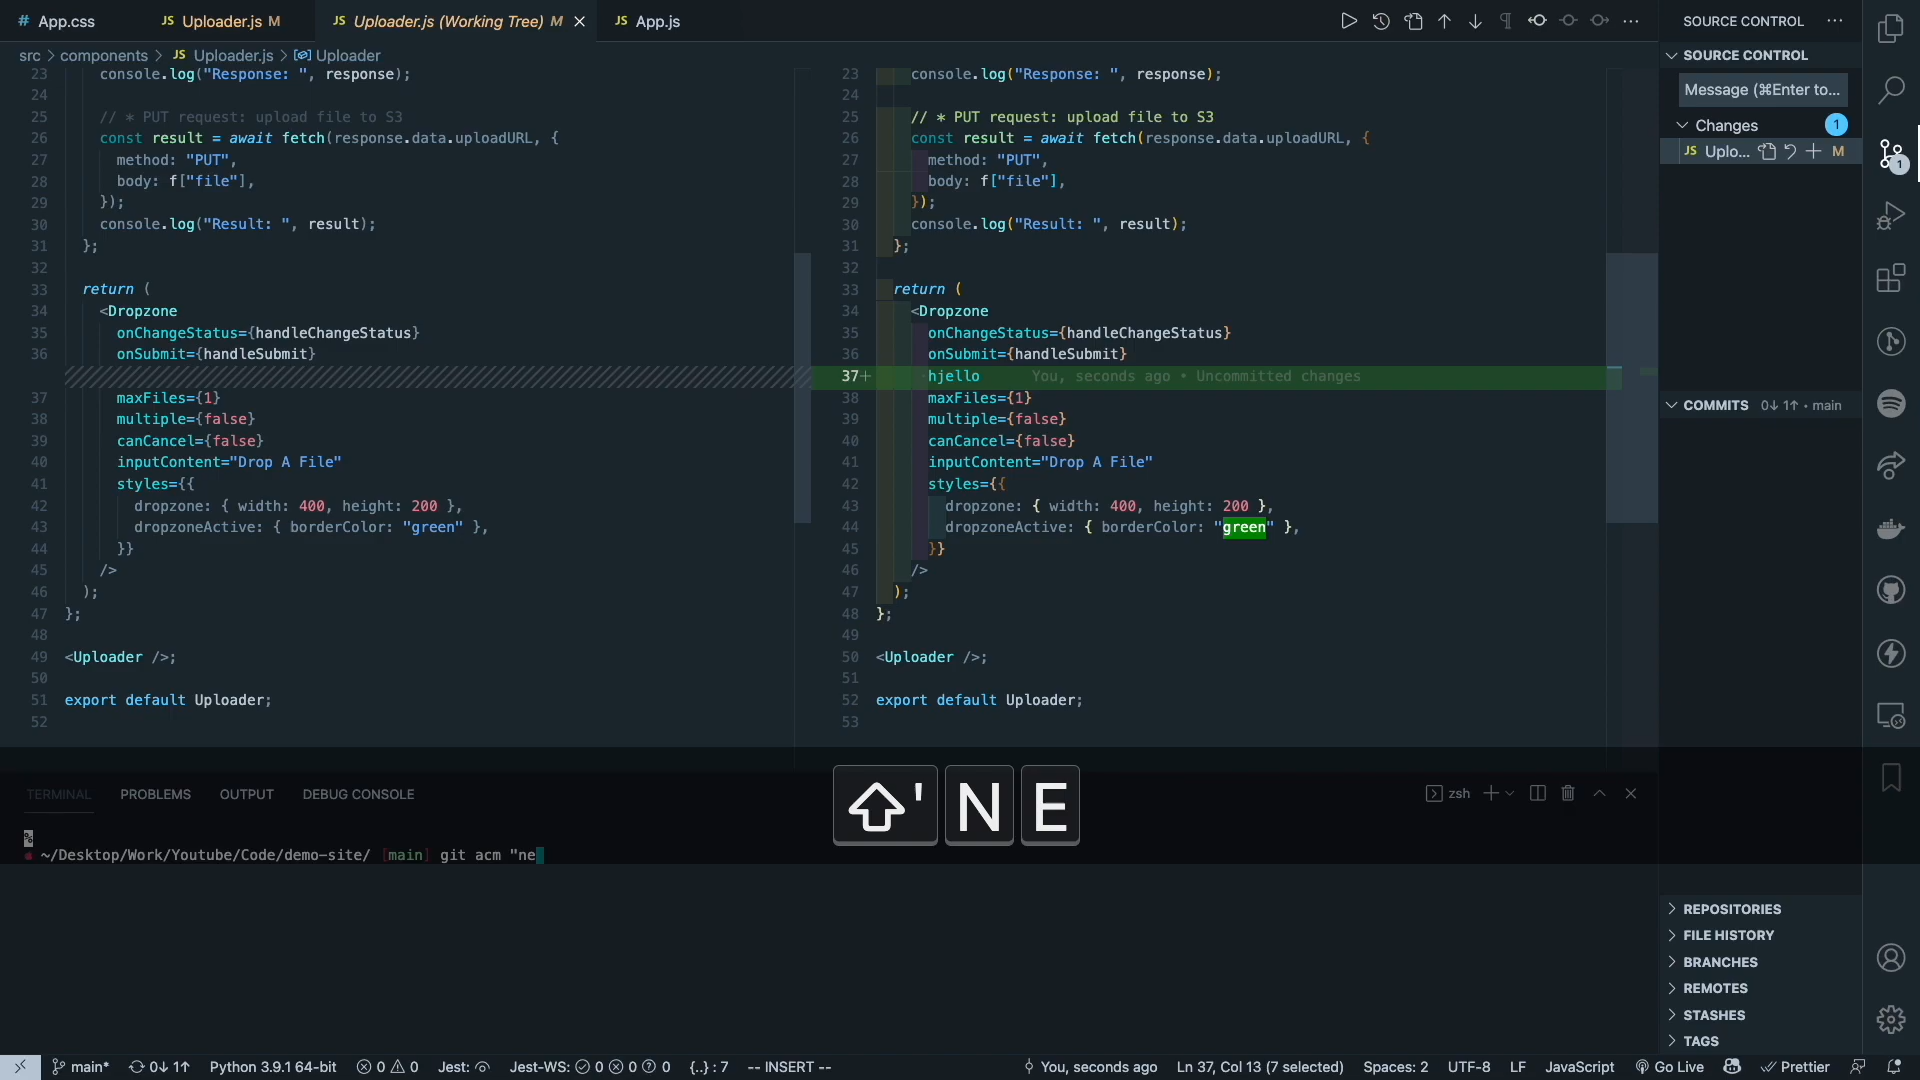 # App.css
JS Uploader.js M
JS Uploader.js (Working Tree) M
JS App.js
SOURCE CONTROL
src > components > JS Uploader.js > Uploader
23 console.log("Response: ", response);
24
25 // * PUT request: upload file to S3
26 const result = await fetch(response.data.uploadURL, {
27 method: "PUT",
28 body: f["file"],
29 });
30 console.log("Result: ", result);
31 };
32
33 return (
34 <Dropzone
35 onChangeStatus={handleChangeStatus}
36 onSubmit={handleSubmit}
37 maxFiles={1}
38 multiple={false}
39 canCancel={false}
40 inputContent="Drop A File"
41 styles={{
42 dropzone: { width: 400, height: 200 },
43 dropzoneActive: { borderColor: "green" },
44 }}
45 />
46 );
47 };
48
49 <Uploader />;
50
51 export default Uploader;
52
23 console.log("Response: ", response);
24
25 // * PUT request: upload file to S3
26 const result = await fetch(response.data.uploadURL, {
27 method: "PUT",
28 body: f["file"],
29 });
30 console.log("Result: ", result);
31 };
32
33 return (
34 <Dropzone
35 onChangeStatus={handleChangeStatus}
36 onSubmit={handleSubmit}
37+ hjello You, seconds ago • Uncommitted changes
38 maxFiles={1}
39 multiple={false}
40 canCancel={false}
41 inputContent="Drop A File"
42 styles={{
43 dropzone: { width: 400, height: 200 },
44 dropzoneActive: { borderColor: "green" },
45 }}
46 />
47 );
48 };
49
50 <Uploader />;
51
52 export default Uploader;
53
SOURCE CONTROL
Message (⌘Enter to...
Changes 1
JS Uplo... M
1
COMMITS 0↓ 1↑ • main
REPOSITORIES
FILE HISTORY
BRANCHES
REMOTES
STASHES
TAGS
TERMINAL PROBLEMS OUTPUT DEBUG CONSOLE
zsh
⇧' N E
%
~/Desktop/Work/Youtube/Code/demo-site/ [main] git acm "ne
main* 0↓ 1↑ Python 3.9.1 64-bit 0 0 Jest: Jest-WS: 0 0 0 {..} : 7 -- INSERT --
You, seconds ago Ln 37, Col 13 (7 selected) Spaces: 2 UTF-8 LF JavaScript Go Live Prettier